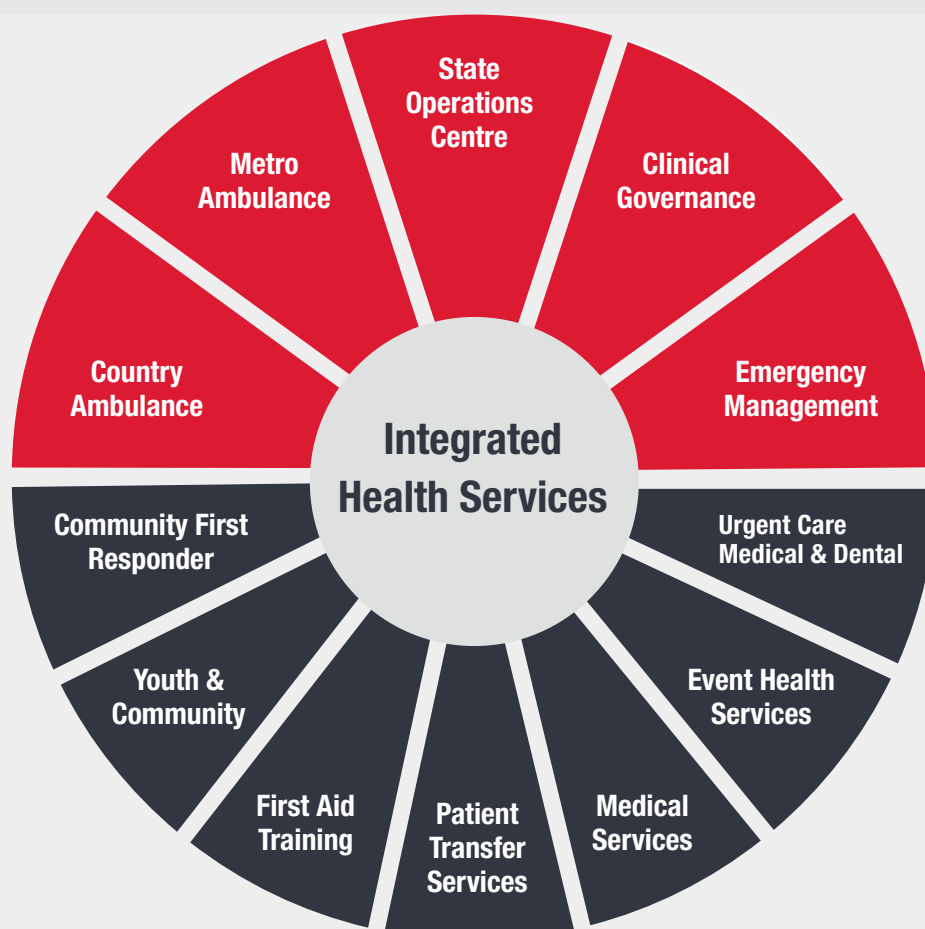 State
Operations
Centre
Clinical
Governance
Emergency
Management
Urgent Care
Medical & Dental
Event Health
Services
Medical
Services
Patient
Transfer
Services
First Aid
Training
Youth &
Community
Community First
Responder
Country
Ambulance
Metro
Ambulance
Integrated
Health Services